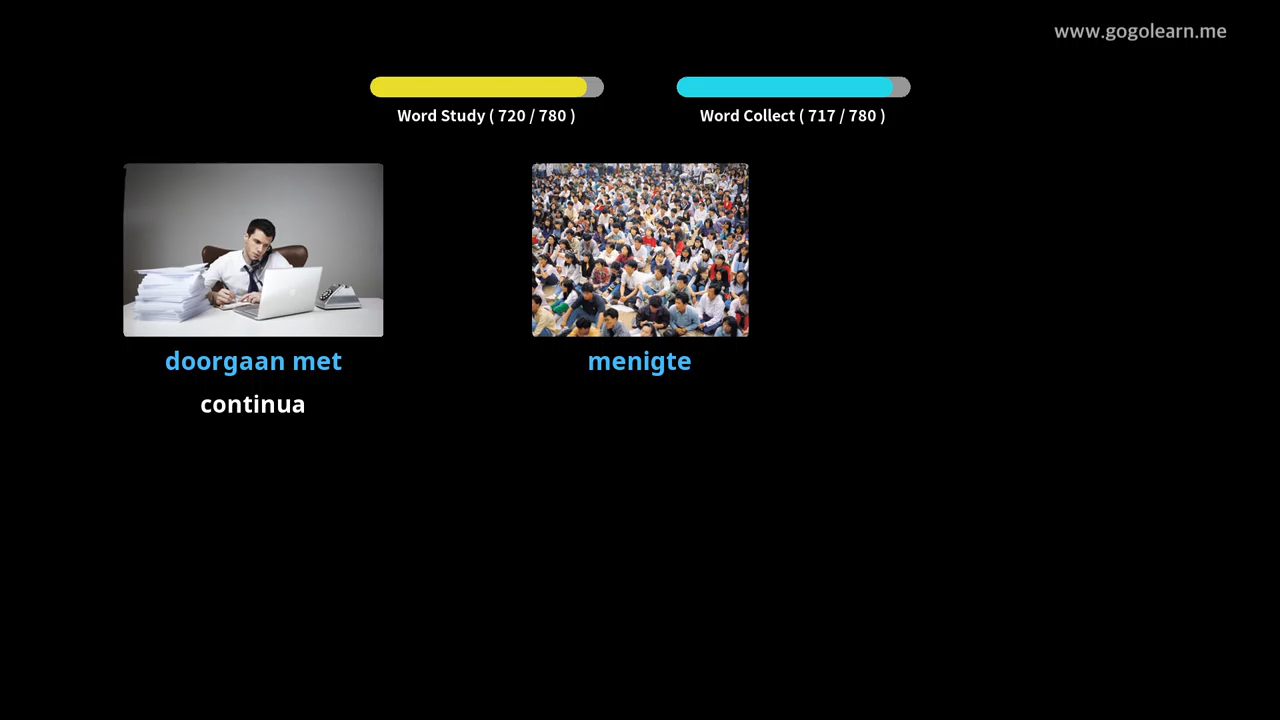 www.gogolearn.me
Word Study ( 720 / 780 )
Word Collect ( 717 / 780 )
doorgaan met
continua
menigte